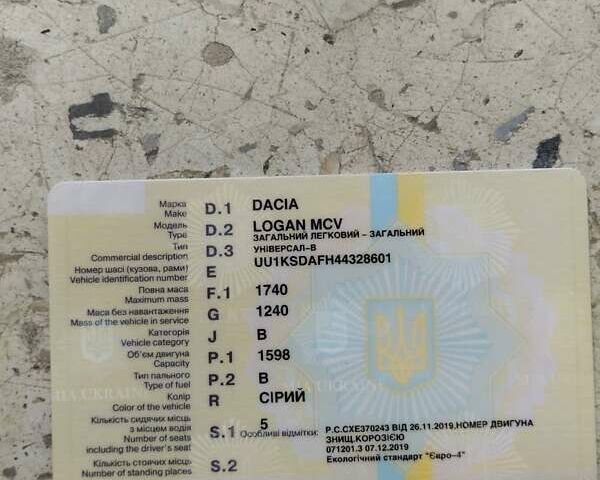 Марка
Make
D.1 DACIA
Модель
Type
D.2 LOGAN MCV
ЗАГАЛЬНИЙ ЛЕГКОВИЙ - ЗАГАЛЬНИЙ
Тип
Commercial description
D.3 УНІВЕРСАЛ-В
Номер шасі (кузова, рами)
Vehicle identification number
E UU1KSDAFH44328601
Повна маса
Maximum mass
F.1 1740
Маса без навантаження
Mass of the vehicle in service
G 1240
Категорія
Vehicle category
J B
Об'єм двигуна
Capacity
P.1 1598
Тип пального
Type of fuel
P.2 B
Колір
Color of the vehicle
R СІРИЙ
Кількість сидячих місць
з місцем водія
Number of seats
including the driver's seat
S.1 5
Особливі відмітки: Р.С.СХЕ370243 ВІД 26.11.2019.НОМЕР ДВИГУНА
ЗНИЩ.КОРОЗІЄЮ
071201.3 07.12.2019
Екологічний стандарт "Євро-4"
Кількість стоячих місць
Number of standing places
S.2